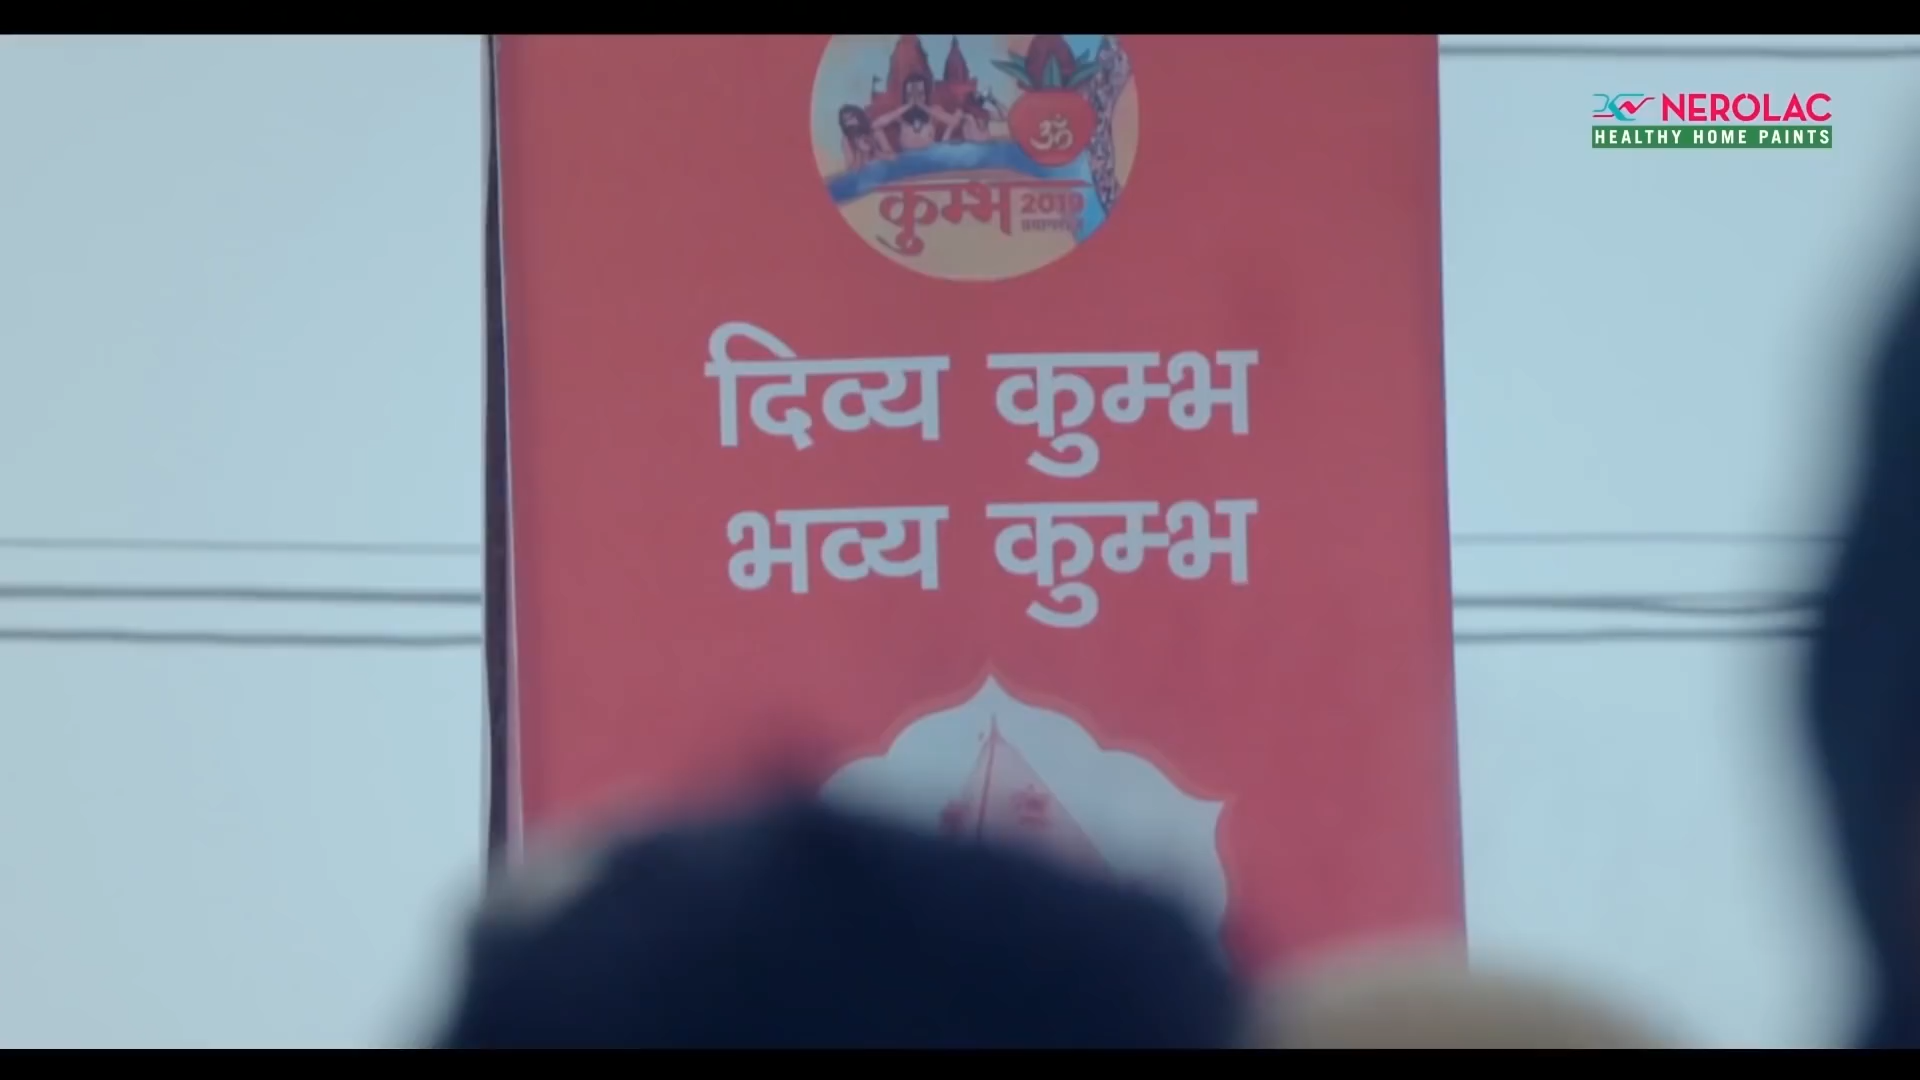 NEROLAC
HEALTHY HOME PAINTS
ॐ
कुम्भ 2019
दिव्य कुम्भ
भव्य कुम्भ